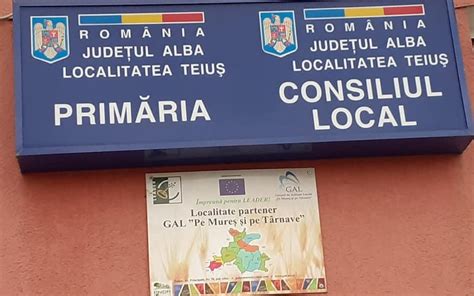 ROMÂNIA
JUDEȚUL ALBA
LOCALITATEA TEIUȘ
PRIMĂRIA
ROMÂNIA
JUDEȚUL ALBA
LOCALITATEA TEIUȘ
CONSILIUL
LOCAL
Împreună pentru LEADER!
GAL
Localitate partener
GAL "Pe Mureș și pe Târnave"